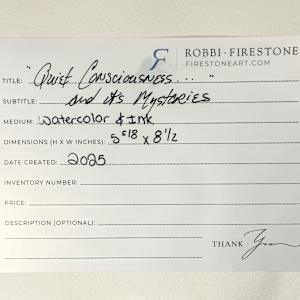 ROBBI · FIRESTONE
FIRESTONEART.COM
TITLE: "Quiet Consciousness... "
SUBTITLE: and it's Mysteries
MEDIUM: Watercolor & Ink
DIMENSIONS (H X W INCHES): 5 5/8 x 8 1/2
DATE CREATED: 2025
INVENTORY NUMBER:
PRICE:
DESCRIPTION (OPTIONAL):
THANK You